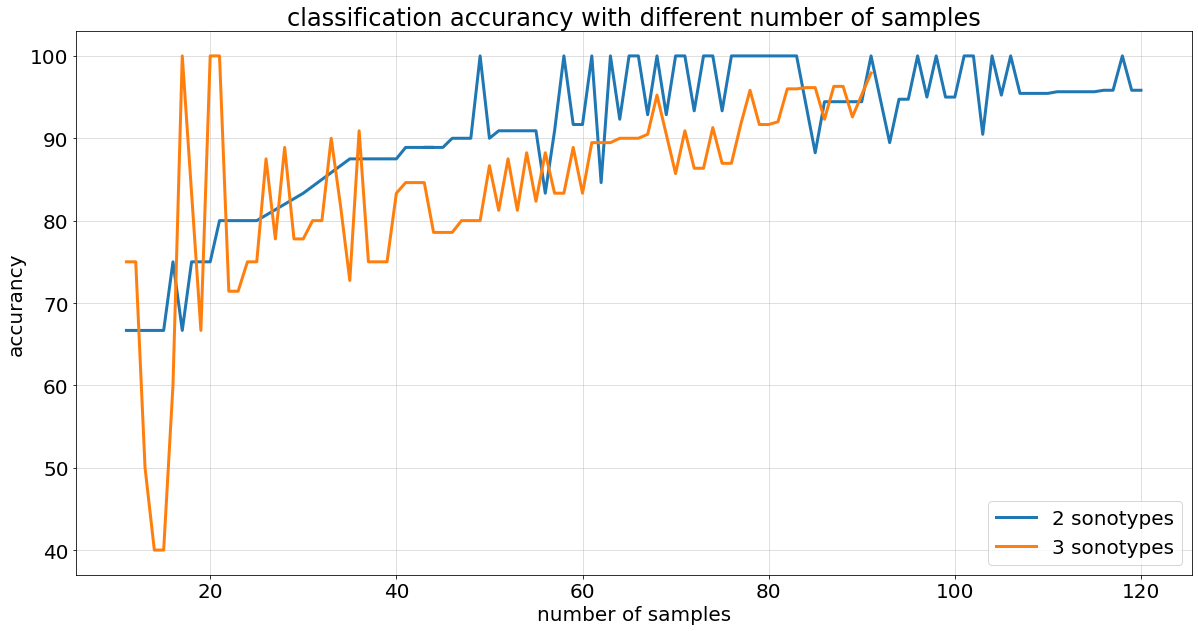 classification accurancy with different number of samples
accurancy
100
90
80
70
60
50
40
20
40
60
80
100
120
number of samples
2 sonotypes
3 sonotypes